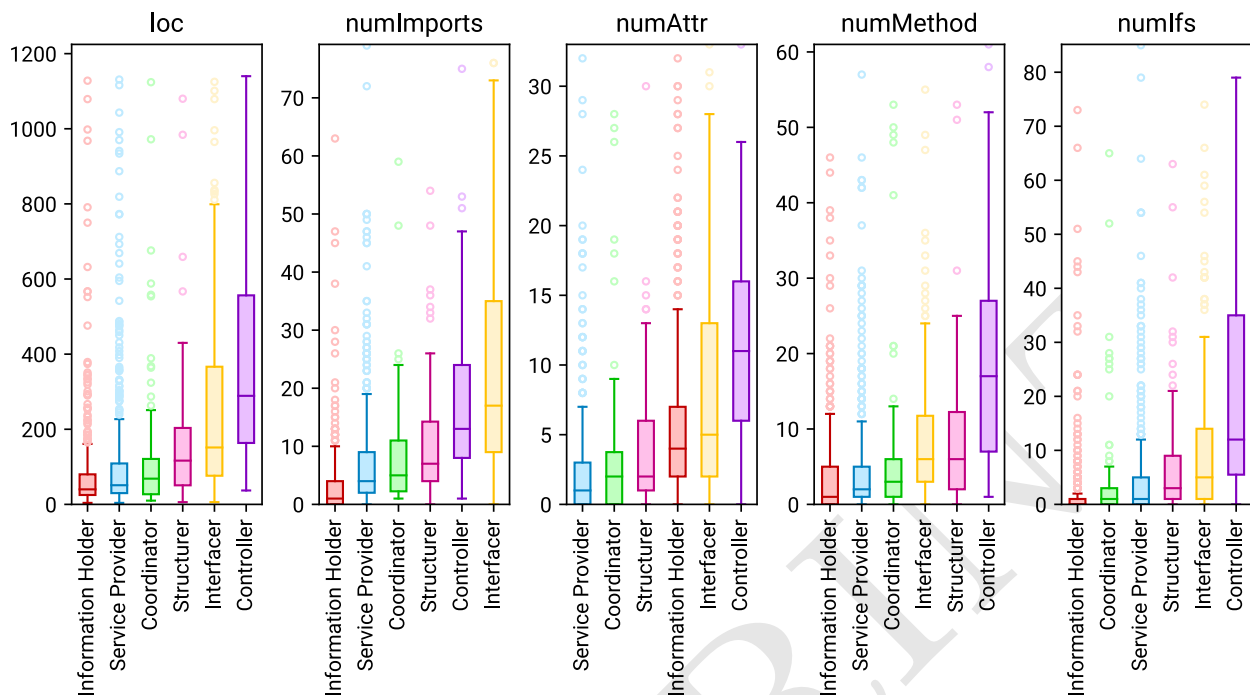 loc
numImports
numAttr
numMethod
numIfs
1200
1000
800
600
400
200
0
70
60
50
40
30
20
10
0
30
25
20
15
10
5
0
60
50
40
30
20
10
0
80
70
60
50
40
30
20
10
0
Information Holder
Service Provider
Coordinator
Structurer
Interfacer
Controller
Information Holder
Service Provider
Coordinator
Structurer
Controller
Interfacer
Service Provider
Coordinator
Structurer
Information Holder
Interfacer
Controller
Information Holder
Service Provider
Coordinator
Interfacer
Structurer
Controller
Information Holder
Coordinator
Service Provider
Structurer
Interfacer
Controller